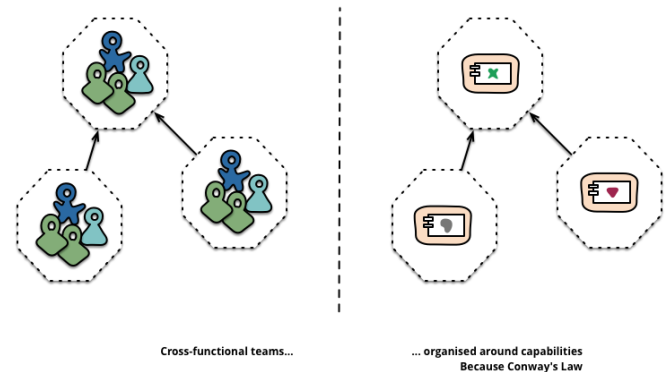 Cross-functional teams...
... organised around capabilities
Because Conway's Law